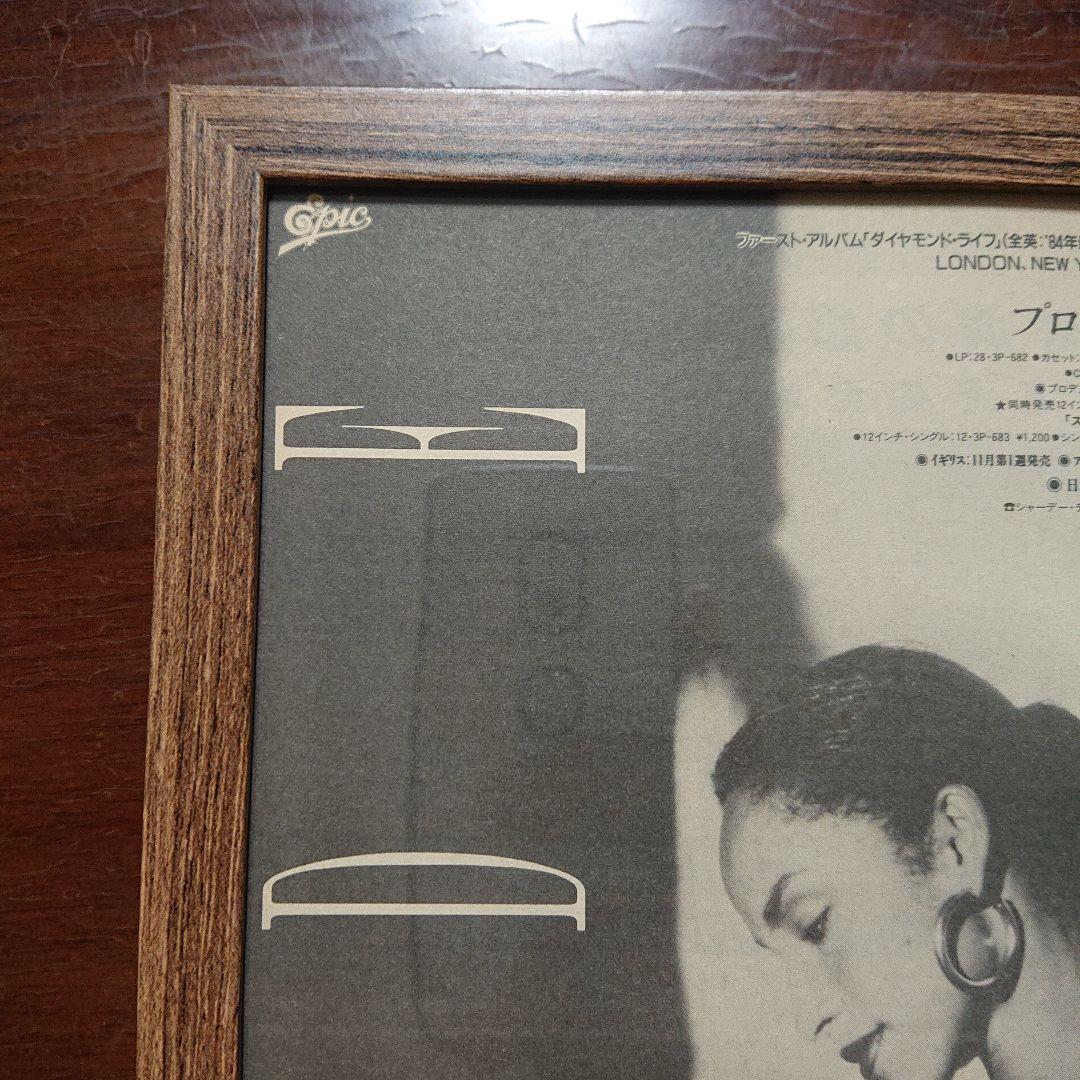 Epic
ファースト・アルバム「ダイヤモンド・ライフ」(全英:'84年
LONDON、NEW Y
プロ
●LP:28・3P-682 ●カセット:
●C
◉プロデ
★同時発売12イ
「ス
●12インチ・シングル:12・3P-683 ¥1,200●シン
◉イギリス:11月第1週発売 ◉ア
◉日
☎シャーデー・
DE